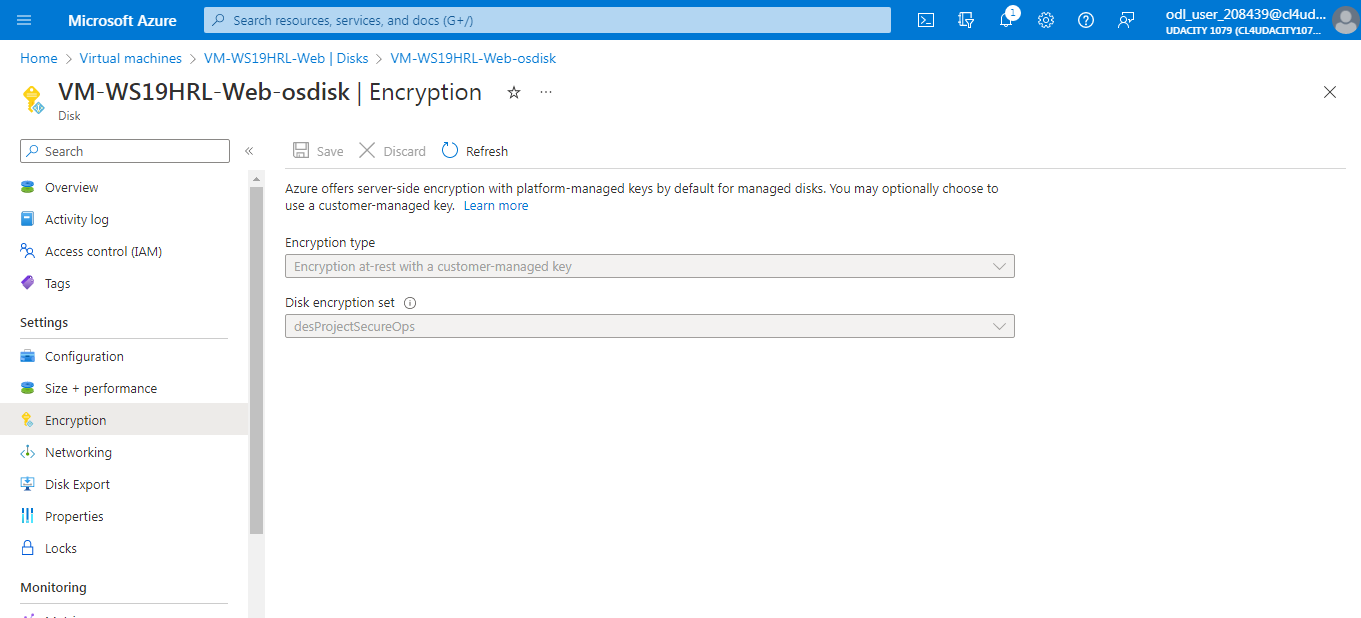 Microsoft Azure
Search resources, services, and docs (G+/)
1
odl_user_208439@cl4ud...
UDACITY 1079 (CL4UDACITY107...
Home > Virtual machines > VM-WS19HRL-Web | Disks > VM-WS19HRL-Web-osdisk
VM-WS19HRL-Web-osdisk | Encryption ☆ ...
Disk
Search
«
Save
Discard
Refresh
Overview
Activity log
Access control (IAM)
Tags
Settings
Configuration
Size + performance
Encryption
Networking
Disk Export
Properties
Locks
Monitoring
Azure offers server-side encryption with platform-managed keys by default for managed disks. You may optionally choose to
use a customer-managed key. Learn more
Encryption type
Encryption at-rest with a customer-managed key
Disk encryption set
desProjectSecureOps